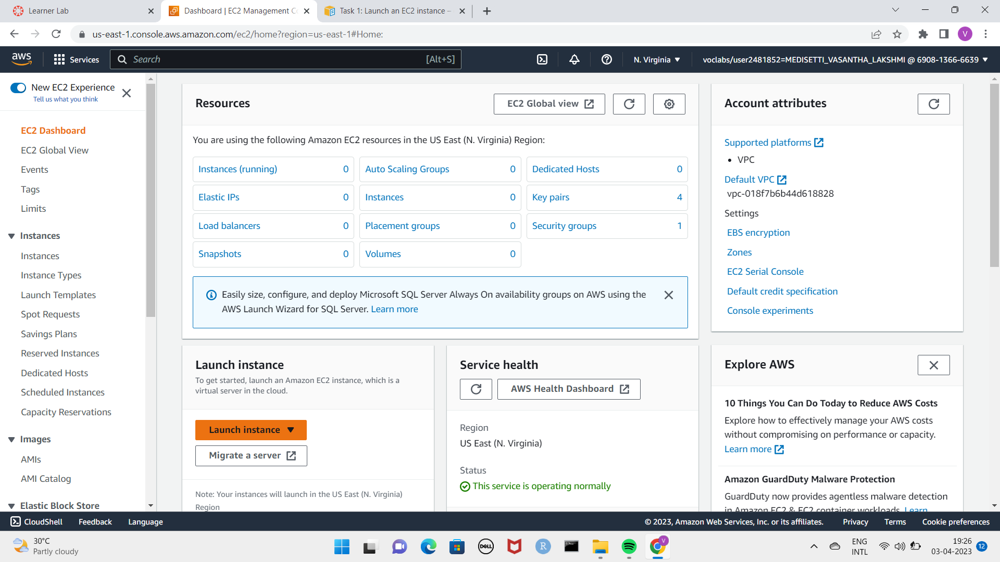 Learner Lab
Dashboard | EC2 Management Co
Task 1: Launch an EC2 instance –
us-east-1.console.aws.amazon.com/ec2/home?region=us-east-1#Home:
V
aws
Services
Search
[Alt+S]
N. Virginia
voclabs/user2481852=MEDISETTI_VASANTHA_LAKSHMI @ 6908-1366-6639
New EC2 Experience
Tell us what you think
EC2 Dashboard
EC2 Global View
Events
Tags
Limits
Instances
Instances
Instance Types
Launch Templates
Spot Requests
Savings Plans
Reserved Instances
Dedicated Hosts
Scheduled Instances
Capacity Reservations
Images
AMIs
AMI Catalog
Elastic Block Store
Resources
EC2 Global view
You are using the following Amazon EC2 resources in the US East (N. Virginia) Region:
Instances (running) 0
Auto Scaling Groups 0
Dedicated Hosts 0
Elastic IPs 0
Instances 0
Key pairs 4
Load balancers 0
Placement groups 0
Security groups 1
Snapshots 0
Volumes 0
Easily size, configure, and deploy Microsoft SQL Server Always On availability groups on AWS using the
AWS Launch Wizard for SQL Server. Learn more
Launch instance
To get started, launch an Amazon EC2 instance, which is a
virtual server in the cloud.
Launch instance
Migrate a server
Note: Your instances will launch in the US East (N. Virginia)
Region
Service health
AWS Health Dashboard
Region
US East (N. Virginia)
Status
This service is operating normally
Account attributes
Supported platforms
• VPC
Default VPC
vpc-018f7b6b44d618828
Settings
EBS encryption
Zones
EC2 Serial Console
Default credit specification
Console experiments
Explore AWS
10 Things You Can Do Today to Reduce AWS Costs
Explore how to effectively manage your AWS costs
without compromising on performance or capacity.
Learn more
Amazon GuardDuty Malware Protection
GuardDuty now provides agentless malware detection
in Amazon EC2 & EC2 container workloads. Learn
CloudShell
Feedback
Language
© 2023, Amazon Web Services, Inc. or its affiliates.
Privacy
Terms
Cookie preferences
30°C
Partly cloudy
DELL
R
V
ENG
INTL
19:26
03-04-2023
12